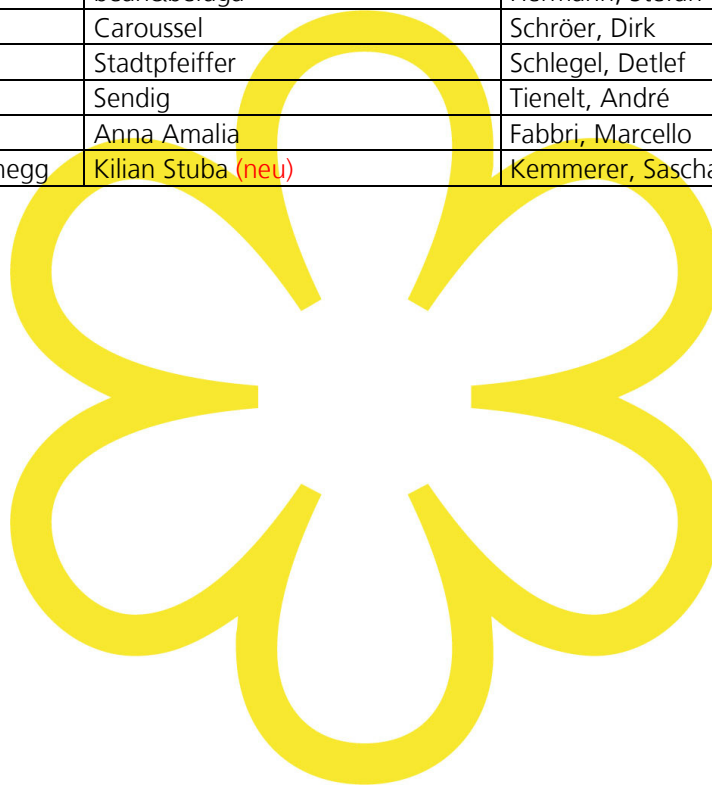 Caroussel Schröer, Dirk
Stadtpfeiffer Schlegel, Detlef
Sendig Tienelt, André
Anna Amalia Fabbri, Marcello
negg Kilian Stuba (neu) Kemmerer, Sascha